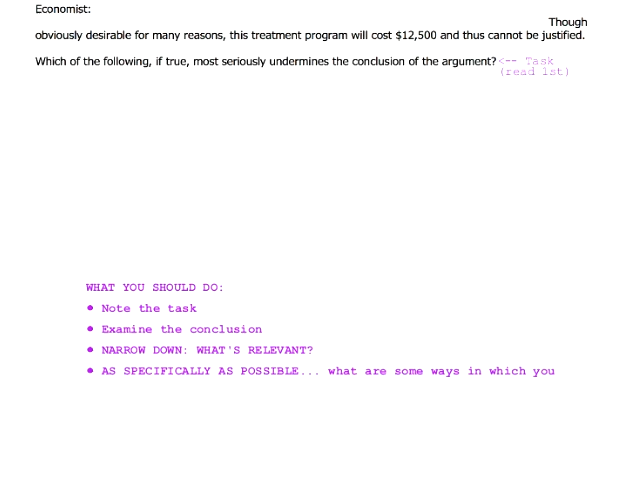 Economist:
Though
obviously desirable for many reasons, this treatment program will cost $12,500 and thus cannot be justified.
Which of the following, if true, most seriously undermines the conclusion of the argument? <-- Task
(read 1st)
WHAT YOU SHOULD DO:
• Note the task
• Examine the conclusion
• NARROW DOWN: WHAT'S RELEVANT?
• AS SPECIFICALLY AS POSSIBLE... what are some ways in which you